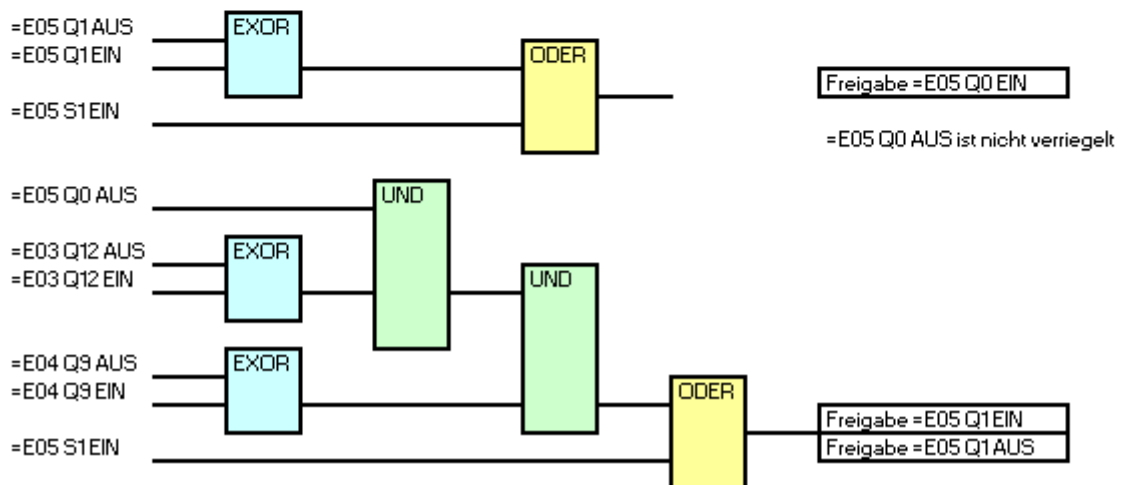 =E05 Q1 AUS
EXOR
=E05 Q1 EIN
ODER
=E05 S1 EIN
Freigabe =E05 Q0 EIN
=E05 Q0 AUS ist nicht verriegelt
=E05 Q0 AUS
UND
=E03 Q12 AUS
EXOR
=E03 Q12 EIN
UND
=E04 Q9 AUS
EXOR
=E04 Q9 EIN
ODER
=E05 S1 EIN
Freigabe =E05 Q1 EIN
Freigabe =E05 Q1 AUS